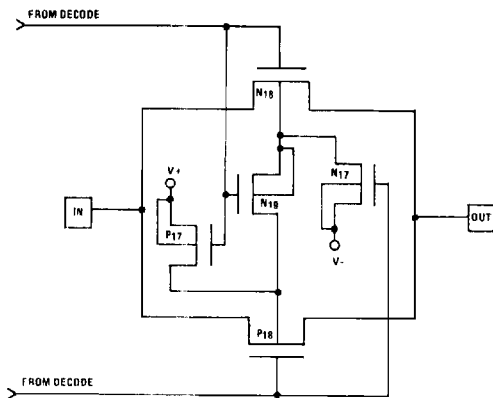 FROM DECODE
N18
V+
N17
IN
N19
P17
OUT
V-
P18
FROM DECODE